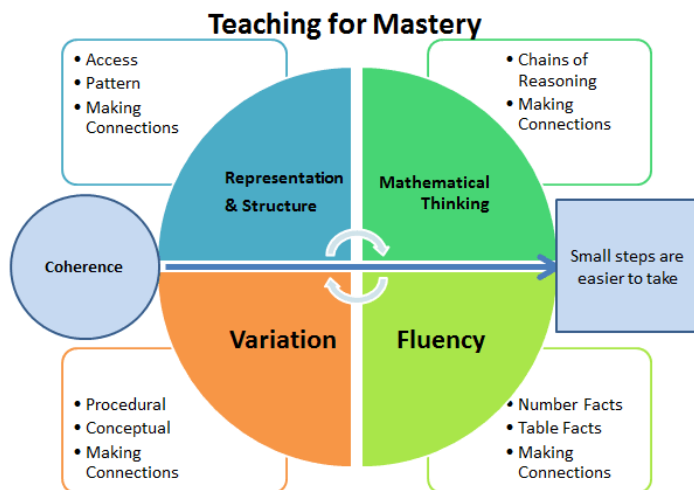 Teaching for Mastery
• Access
• Pattern
• Making
Connections
• Chains of
Reasoning
• Making
Connections
Representation
& Structure
Mathematical
Thinking
Coherence
Small steps are
easier to take
Variation
Fluency
• Procedural
• Conceptual
• Making
Connections
• Number Facts
• Table Facts
• Making
Connections